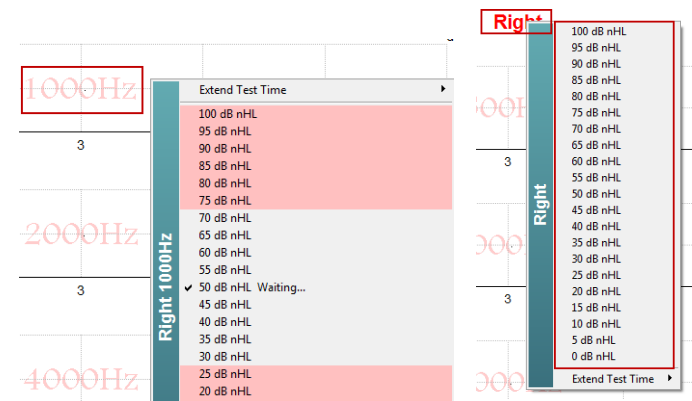 1000Hz
3
2000Hz
3
4000Hz
Right 1000Hz
Extend Test Time
100 dB nHL
95 dB nHL
90 dB nHL
85 dB nHL
80 dB nHL
75 dB nHL
70 dB nHL
65 dB nHL
60 dB nHL
55 dB nHL
50 dB nHL Waiting...
45 dB nHL
40 dB nHL
35 dB nHL
30 dB nHL
25 dB nHL
20 dB nHL
Right
3
3
Right
100 dB nHL
95 dB nHL
90 dB nHL
85 dB nHL
80 dB nHL
75 dB nHL
70 dB nHL
65 dB nHL
60 dB nHL
55 dB nHL
50 dB nHL
45 dB nHL
40 dB nHL
35 dB nHL
30 dB nHL
25 dB nHL
20 dB nHL
15 dB nHL
10 dB nHL
5 dB nHL
0 dB nHL
Extend Test Time